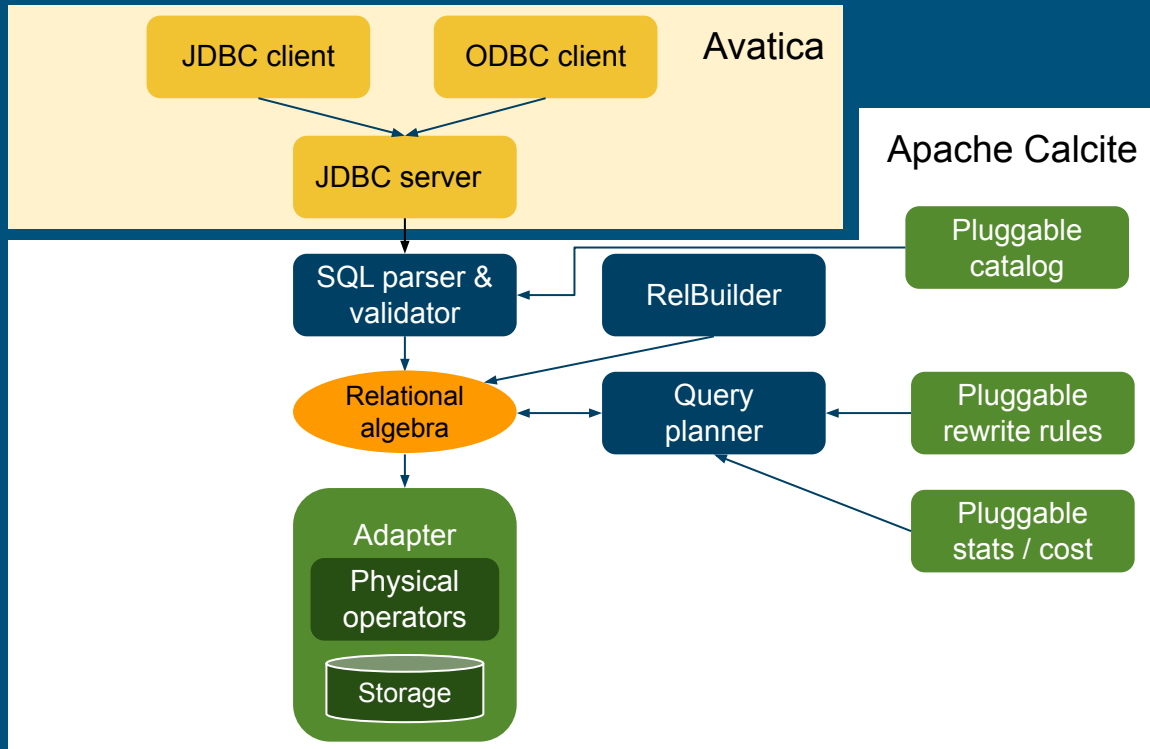 JDBC client
ODBC client
Avatica
JDBC server
Apache Calcite
Pluggable
catalog
SQL parser &
validator
RelBuilder
Relational
algebra
Query
planner
Pluggable
rewrite rules
Pluggable
stats / cost
Adapter
Physical
operators
Storage